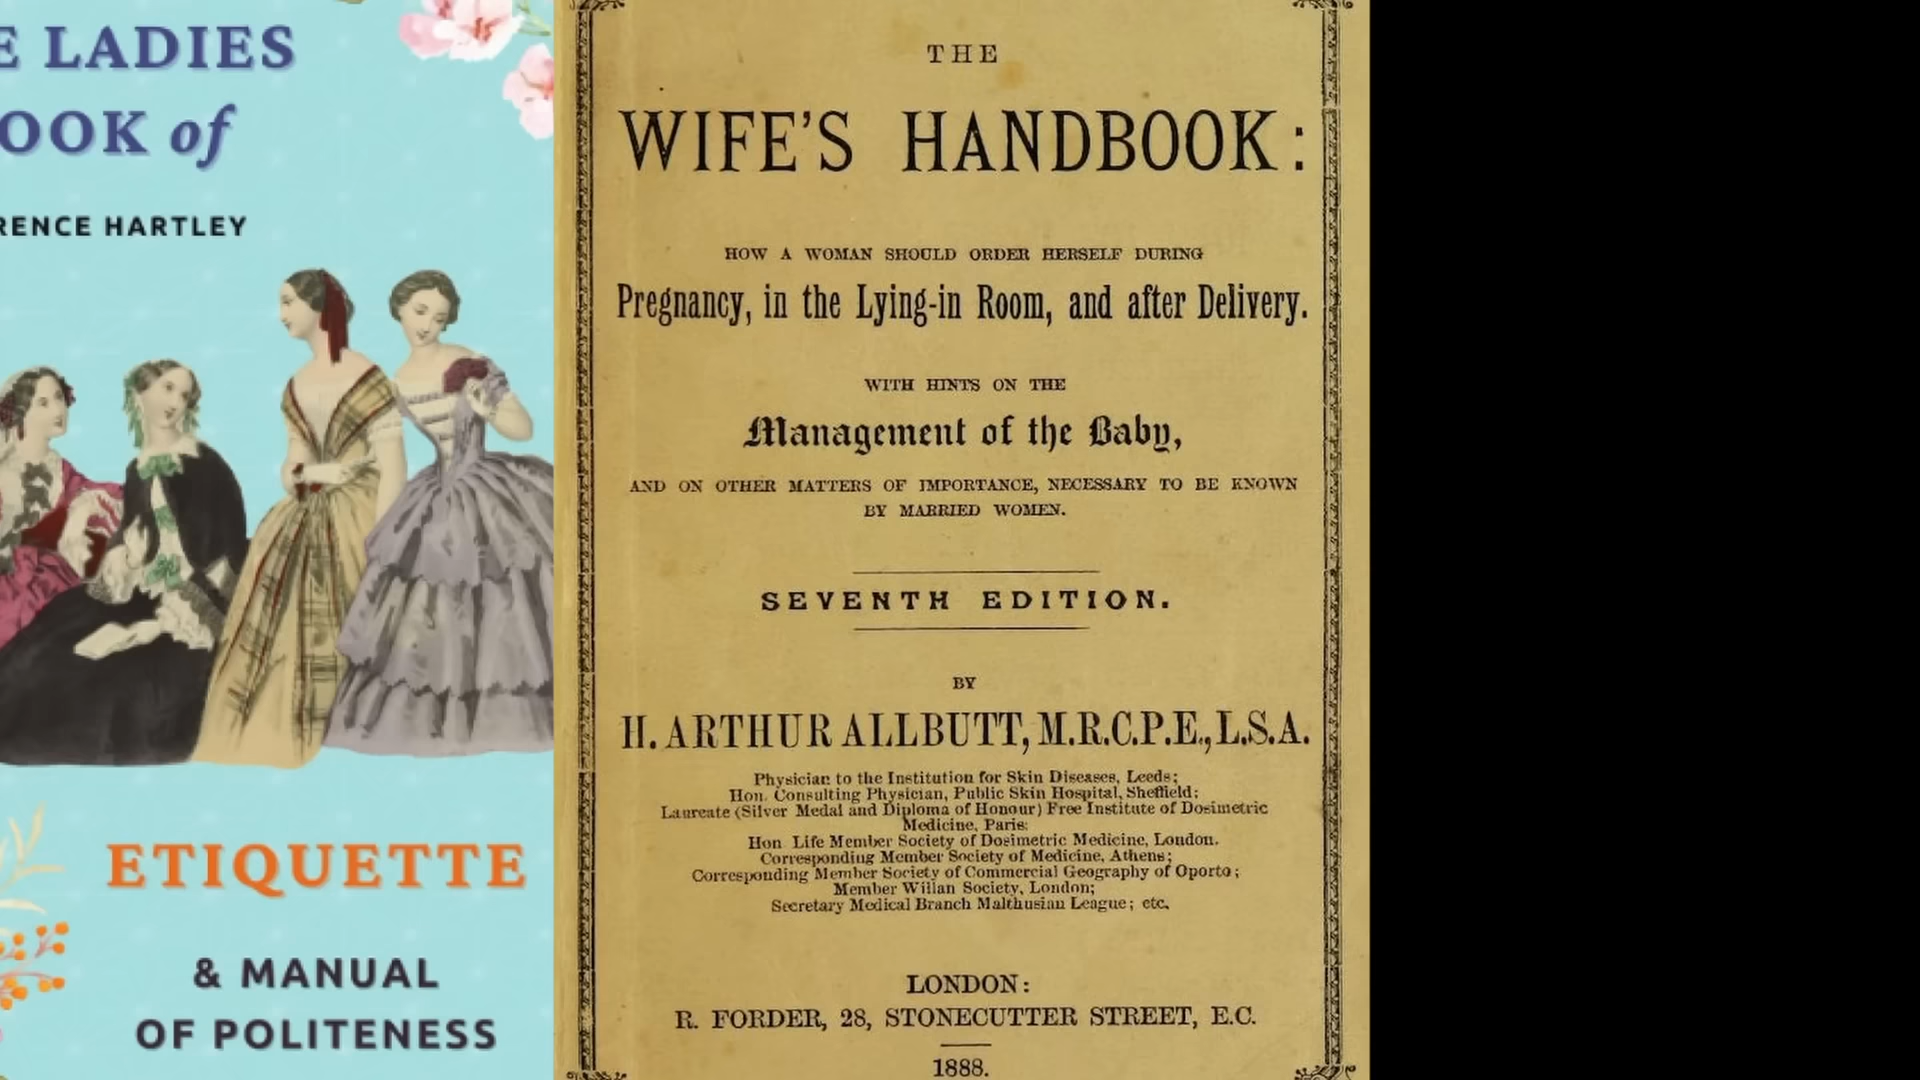 E LADIES
OOK of
RENCE HARTLEY
ETIQUETTE
& MANUAL
OF POLITENESS
THE
WIFE'S HANDBOOK:
HOW A WOMAN SHOULD ORDER HERSELF DURING
Pregnancy, in the Lying-in Room, and after Delivery.
WITH HINTS ON THE
Management of the Baby,
AND ON OTHER MATTERS OF IMPORTANCE, NECESSARY TO BE KNOWN
BY MARRIED WOMEN.
SEVENTH EDITION.
BY
H. ARTHUR ALLBUTT, M.R.C.P.E., L.S.A.
Physician to the Institution for Skin Diseases, Leeds;
Hon. Consulting Physician, Public Skin Hospital, Sheffield;
Laureate (Silver Medal and Diploma of Honour) Free Institute of Dosimetric
Medicine, Paris;
Hon Life Member Society of Dosimetric Medicine, London.
Corresponding Member Society of Medicine, Athens;
Corresponding Member Society of Commercial Geography of Oporto;
Member Willan Society, London;
Secretary Medical Branch Malthusian League; etc.
LONDON:
R. FORDER, 28, STONECUTTER STREET, E.C.
1888.